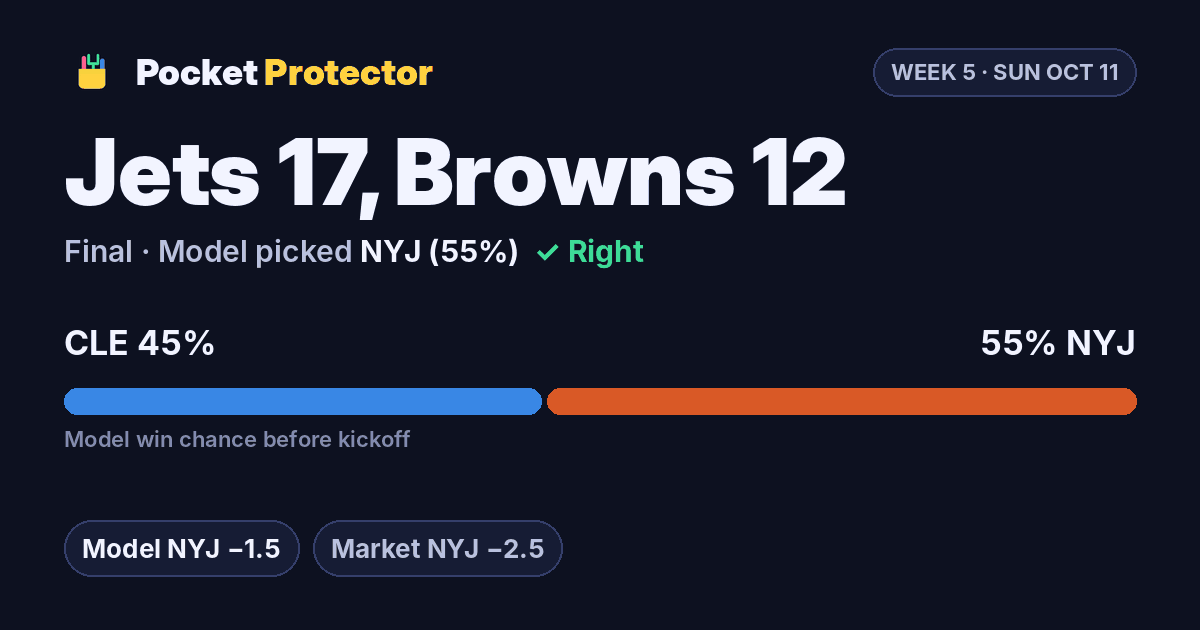 Pocket Protector
WEEK 5 · SUN OCT 11
Jets 17, Browns 12
Final · Model picked NYJ (55%) ✓ Right
CLE 45%
55% NYJ
Model win chance before kickoff
Model NYJ −1.5
Market NYJ −2.5